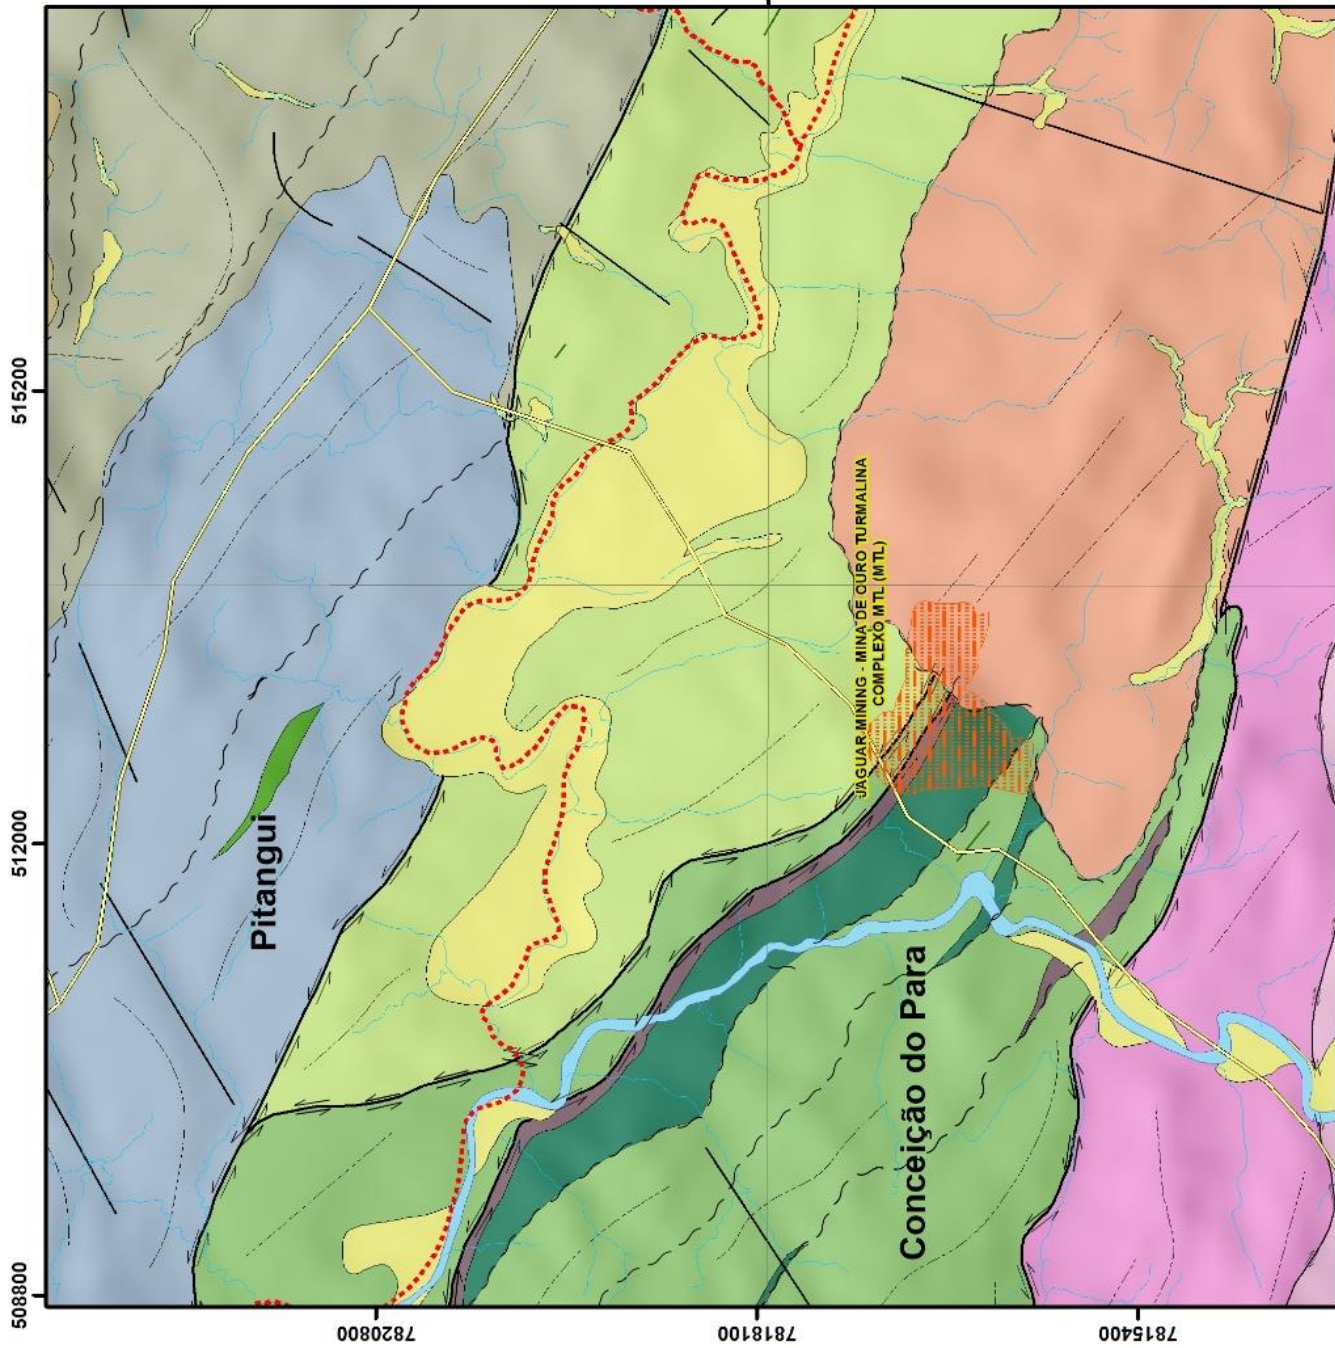 515200
512000
508800
7820800
7818100
7815400
Pitangui
JAGUAR MINING - MINA DE OURO TURMALINA
COMPLEXO MTL (MTL)
Conceição do Para